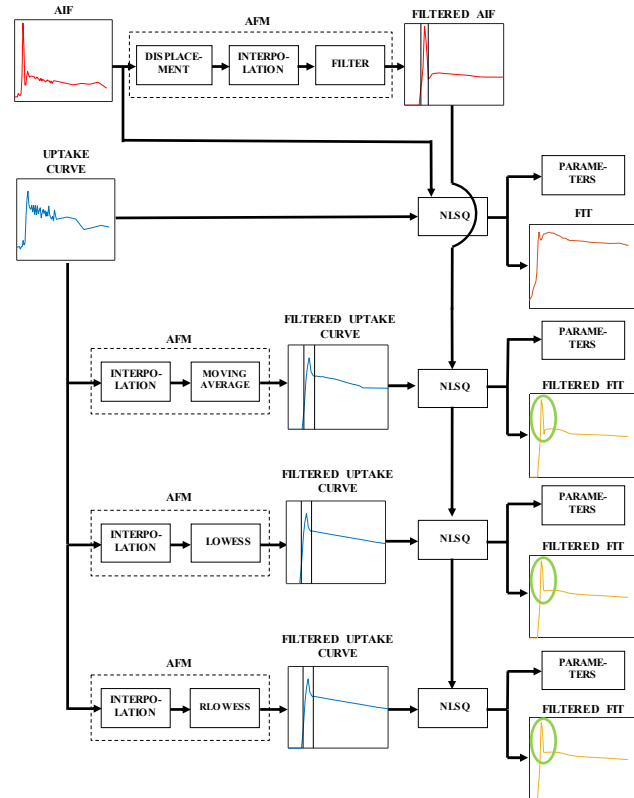 AIF
AFM
FILTERED AIF
DISPLACE-
MENT
INTERPO-
LATION
FILTER
UPTAKE
CURVE
NLSQ
PARAME-
TERS
FIT
AFM
INTERPO-
LATION
MOVING
AVERAGE
FILTERED UPTAKE
CURVE
NLSQ
PARAME-
TERS
FILTERED FIT
AFM
INTERPO-
LATION
LOWESS
FILTERED UPTAKE
CURVE
NLSQ
PARAME-
TERS
FILTERED FIT
AFM
INTERPO-
LATION
RLOWESS
FILTERED UPTAKE
CURVE
NLSQ
PARAME-
TERS
FILTERED FIT